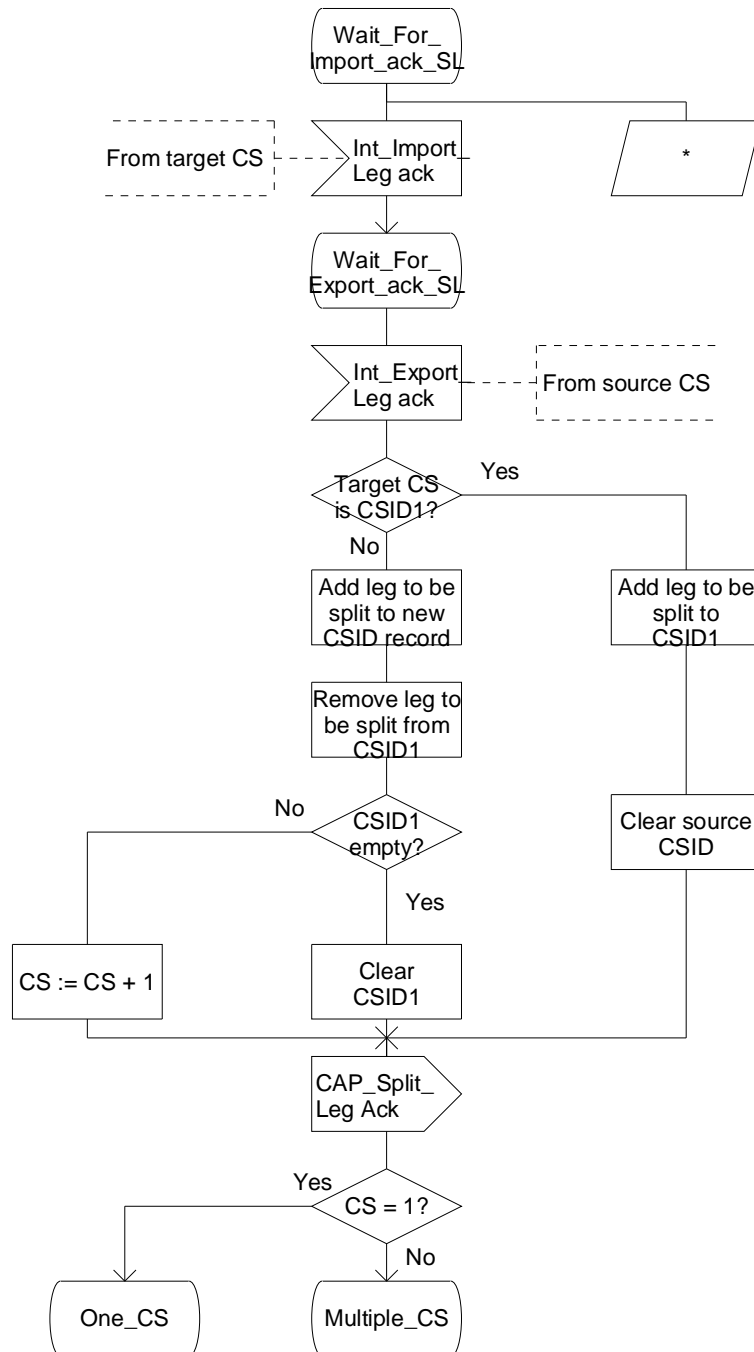 Wait_For_
Import_ack_SL
From target CS
Int_Import_
Leg ack
*
Wait_For_
Export_ack_SL
Int_Export_
Leg ack
From source CS
Target CS
is CSID1?
Yes
No
Add leg to be
split to new
CSID record
Add leg to be
split to
CSID1
Remove leg to
be split from
CSID1
No
CSID1
empty?
Clear source
CSID
Yes
CS := CS + 1
Clear
CSID1
CAP_Split_
Leg Ack
Yes
CS = 1?
No
One_CS
Multiple_CS